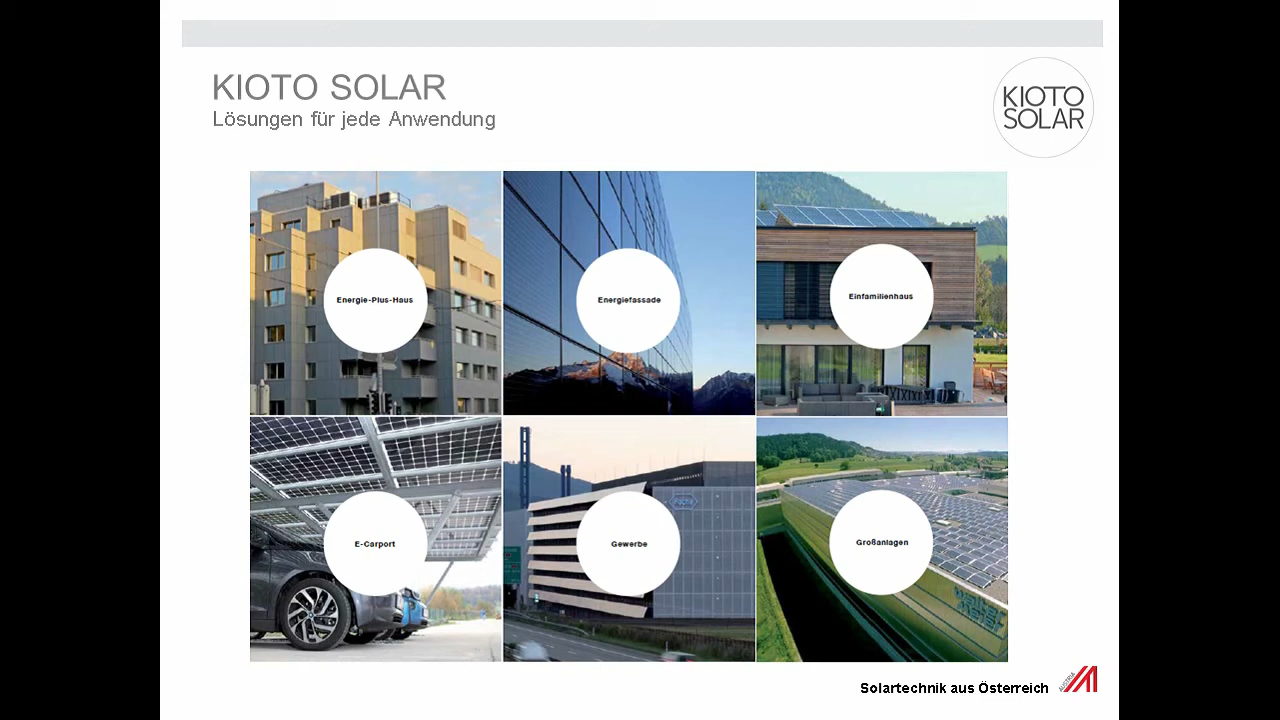 KIOTO SOLAR
Lösungen für jede Anwendung
KIOTO
SOLAR
Energie-Plus-Haus
Energiefassade
Einfamilienhaus
E-Carport
Gewerbe
Großanlagen
Solartechnik aus Österreich
AUSTRIA